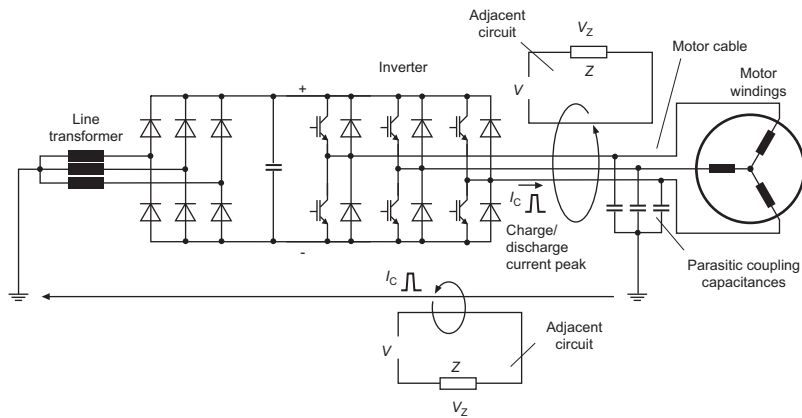 Adjacent
circuit
V_Z
Z
V
Motor cable
Inverter
Motor
windings
Line
transformer
+
-
I_C
Charge/
discharge
current peak
Parasitic coupling
capacitances
I_C
V
Z
V_Z
Adjacent
circuit